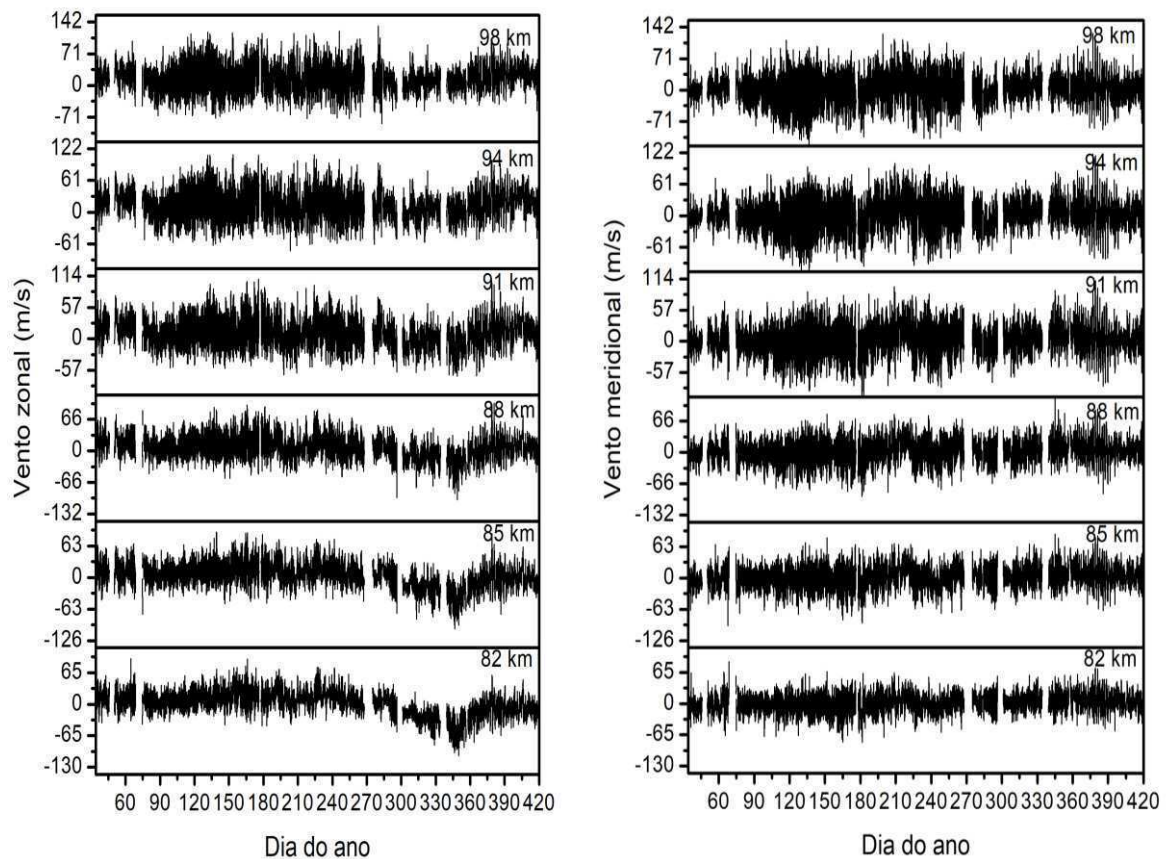 Vento zonal (m/s)
142
71
0
-71
98 km
122
61
0
-61
94 km
114
57
0
-57
91 km
66
0
-66
-132
88 km
63
0
-63
-126
85 km
65
0
-65
-130
82 km
60 90 120 150 180 210 240 270 300 330 360 390 420
Dia do ano
Vento meridional (m/s)
142
71
0
-71
98 km
122
61
0
-61
94 km
114
57
0
-57
91 km
66
0
-66
-132
88 km
63
0
-63
-126
85 km
65
0
-65
-130
82 km
60 90 120 150 180 210 240 270 300 330 360 390 420
Dia do ano